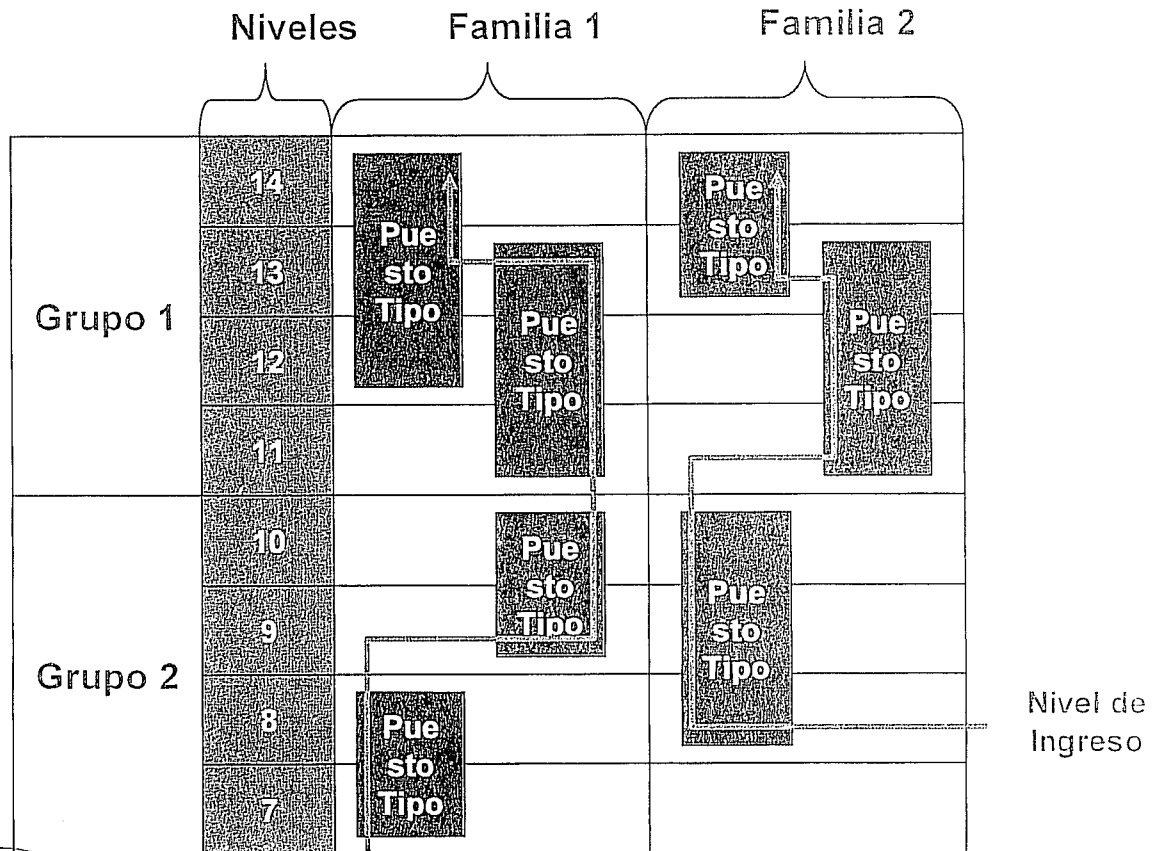 Niveles
Familia 1
Familia 2
Grupo 1
14
13
12
11
Pue
sto
Tipo
Pue
sto
Tipo
Pue
sto
Tipo
Pue
sto
Tipo
Grupo 2
10
9
8
7
Pue
sto
Tipo
Pue
sto
Tipo
Pue
sto
Tipo
Nivel de
Ingreso